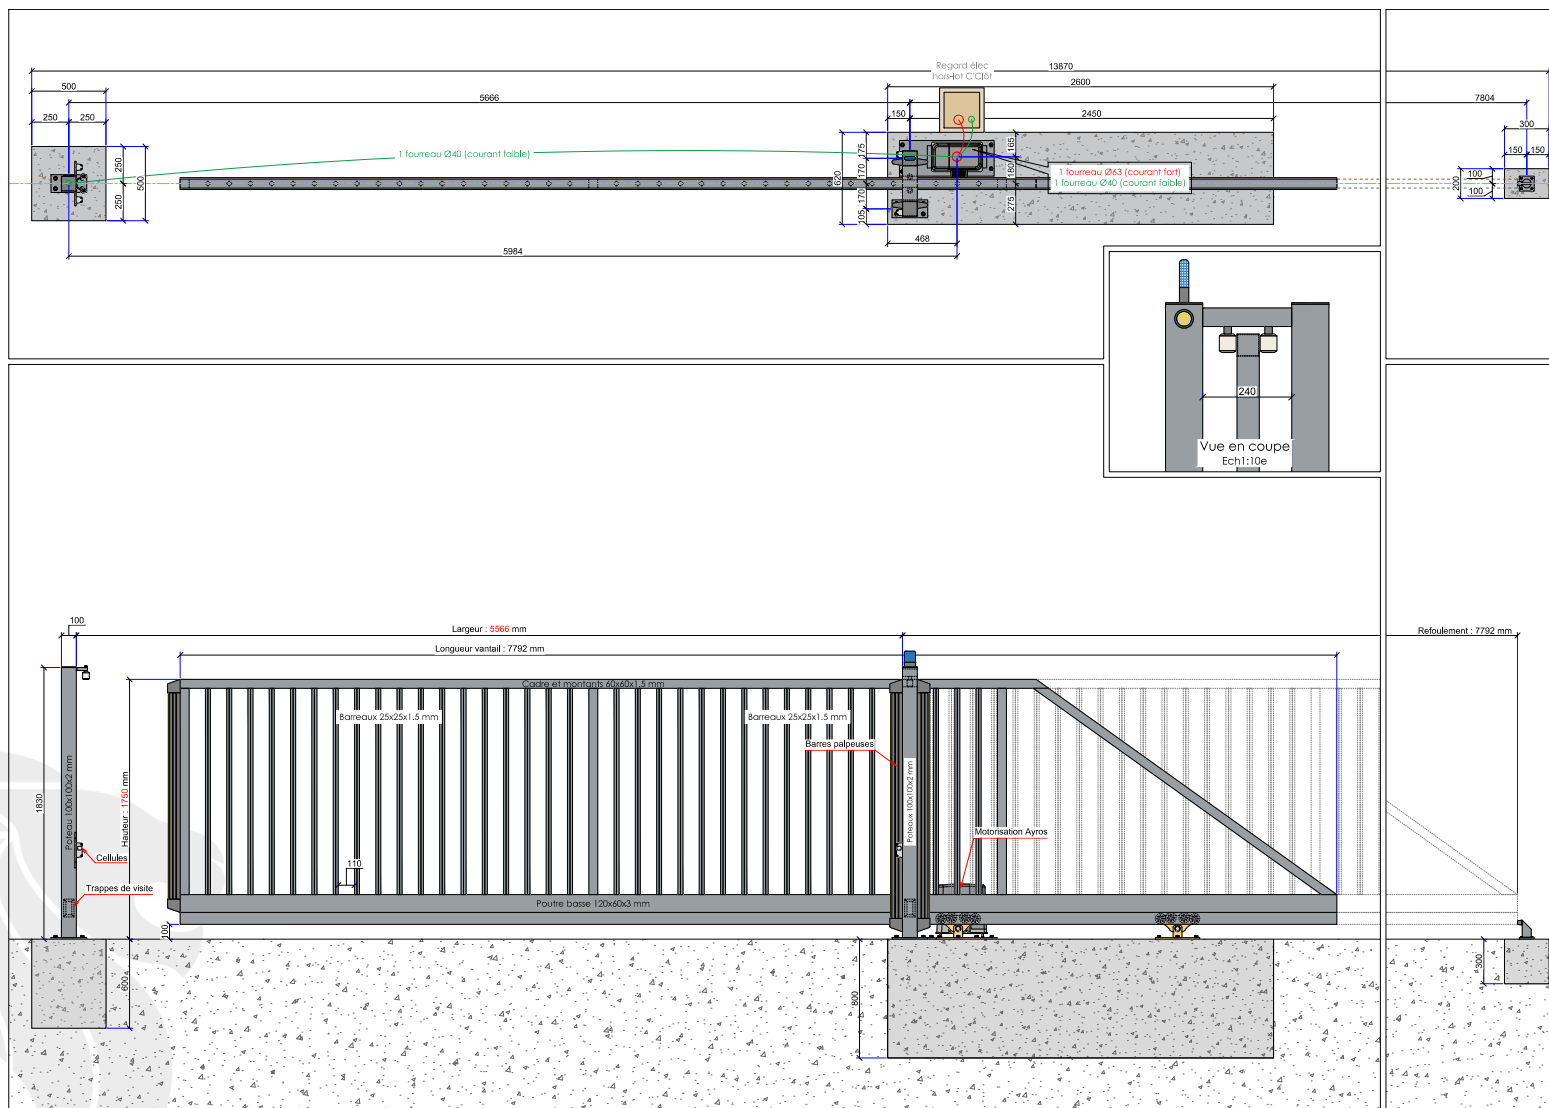 Regard élec
hors-lot C'Clôt
13870
500
2600
5666
7804
250
250
150
2450
300
150
150
1 fourreau Ø40 (courant faible)
250
500
250
175
170
620
170
105
165
180
275
1 fourreau Ø63 (courant fort)
1 fourreau Ø40 (courant faible)
200
100
100
468
5984
240
Vue en coupe
Ech1:10e
100
Largeur : 5566 mm
Refoulement : 7792 mm
Longueur vantail : 7792 mm
Cadre et montants 60x60x1.5 mm
Barreaux 25x25x1.5 mm
Barreaux 25x25x1.5 mm
Barres palpeuses
Poteau 100x100x2 mm
Poteaux 100x100x2 mm
1830
Hauteur : 1750 mm
Motorisation Ayros
Cellules
110
Trappes de visite
Poutre basse 120x60x3 mm
100
600
800
300